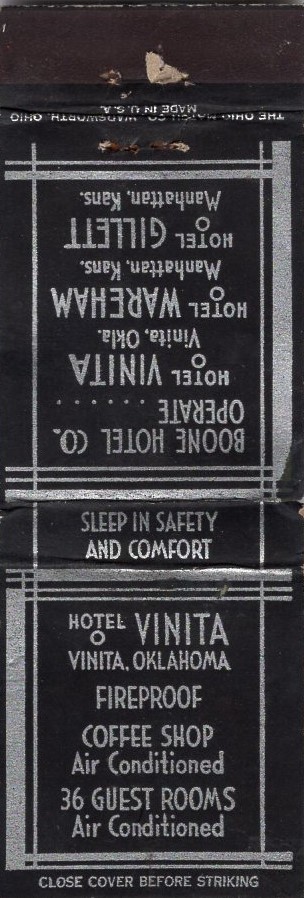 HOTEL VINITA
VINITA, OKLAHOMA
FIREPROOF
COFFEE SHOP
Air Conditioned
36 GUEST ROOMS
Air Conditioned
CLOSE COVER BEFORE STRIKING
SLEEP IN SAFETY
AND COMFORT
BOONE HOTEL CO.
OPERATE . . . . . .
HOTEL VINITA
Vinita, Okla.
HOTEL WAREHAM
Manhattan, Kans.
HOTEL GILLETT
Manhattan, Kans.
THE OHIO MATCH CO. WADSWORTH, OHIO
MADE IN U.S.A.